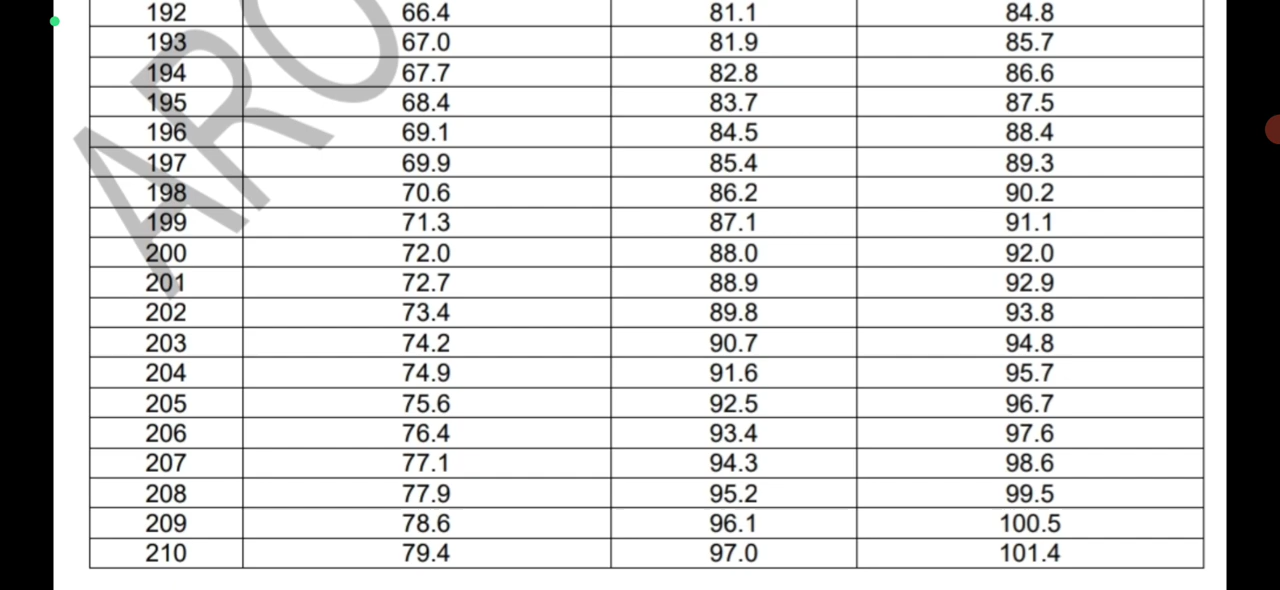 192 66.4 81.1 84.8
193 67.0 81.9 85.7
194 67.7 82.8 86.6
195 68.4 83.7 87.5
196 69.1 84.5 88.4
197 69.9 85.4 89.3
198 70.6 86.2 90.2
199 71.3 87.1 91.1
200 72.0 88.0 92.0
201 72.7 88.9 92.9
202 73.4 89.8 93.8
203 74.2 90.7 94.8
204 74.9 91.6 95.7
205 75.6 92.5 96.7
206 76.4 93.4 97.6
207 77.1 94.3 98.6
208 77.9 95.2 99.5
209 78.6 96.1 100.5
210 79.4 97.0 101.4